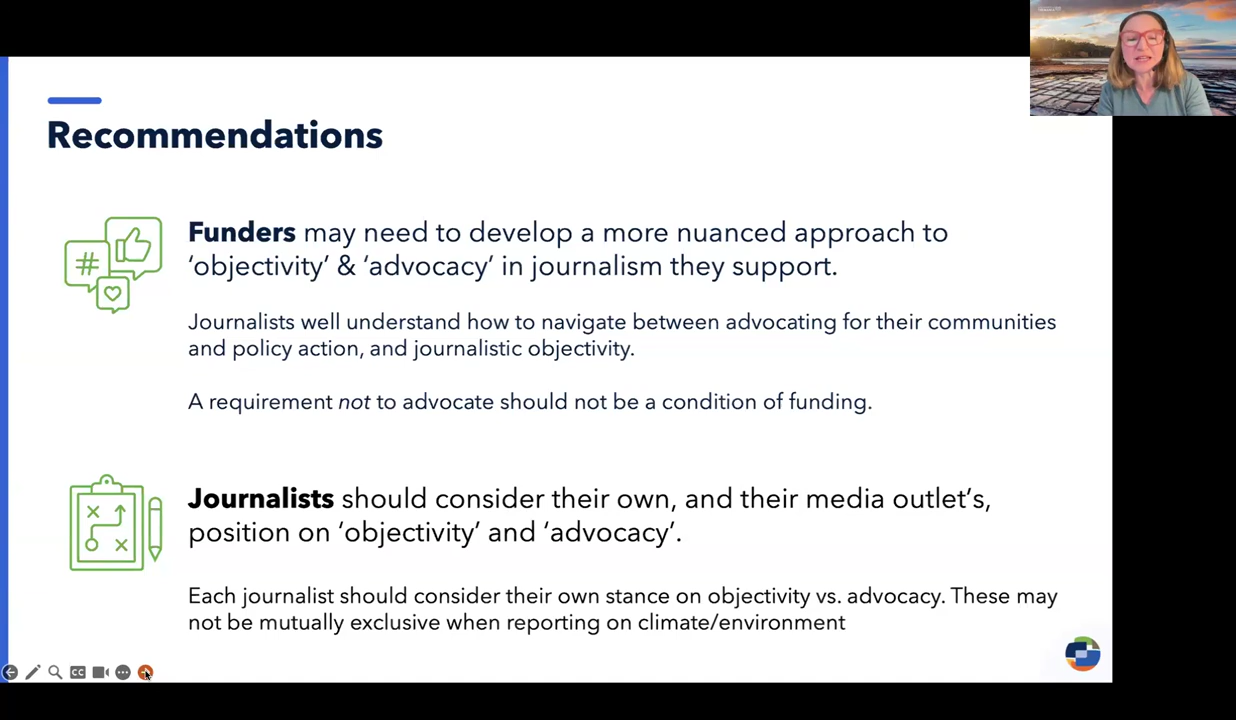 Recommendations
Funders may need to develop a more nuanced approach to
‘objectivity’ & ‘advocacy’ in journalism they support.
Journalists well understand how to navigate between advocating for their communities
and policy action, and journalistic objectivity.
A requirement not to advocate should not be a condition of funding.
Journalists should consider their own, and their media outlet’s,
position on ‘objectivity’ and ‘advocacy’.
Each journalist should consider their own stance on objectivity vs. advocacy. These may
not be mutually exclusive when reporting on climate/environment
#
CC